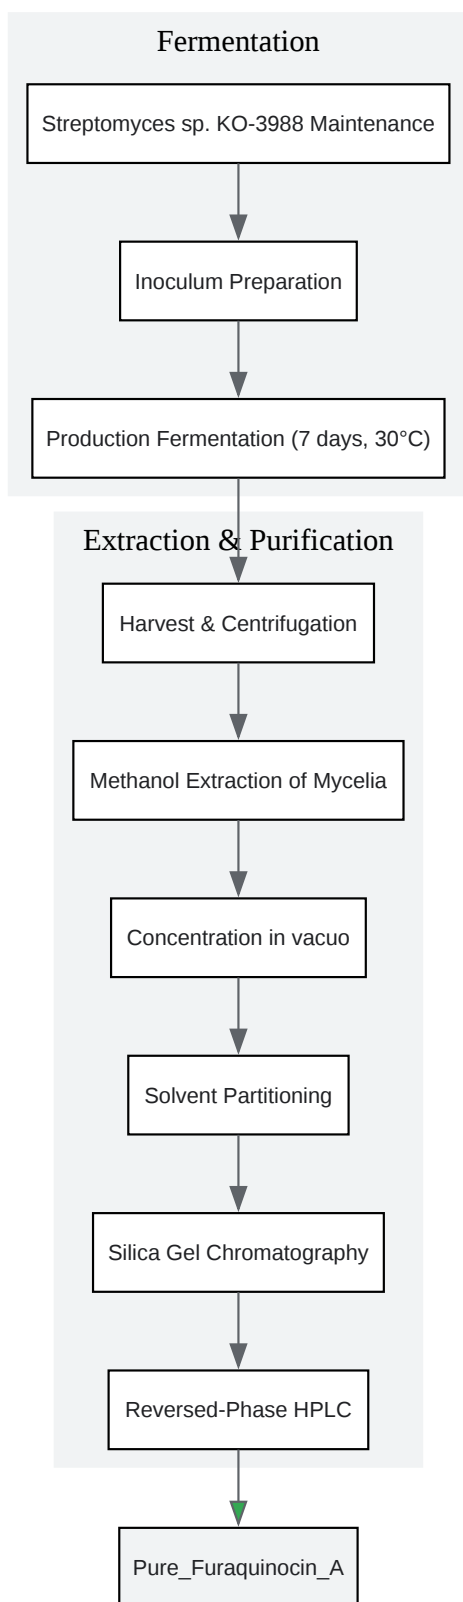 Fermentation
Streptomyces sp. KO-3988 Maintenance
Inoculum Preparation
Production Fermentation (7 days, 30°C)
Extraction & Purification
Harvest & Centrifugation
Methanol Extraction of Mycelia
Concentration in vacuo
Solvent Partitioning
Silica Gel Chromatography
Reversed-Phase HPLC
Pure_Furaquinocin_A